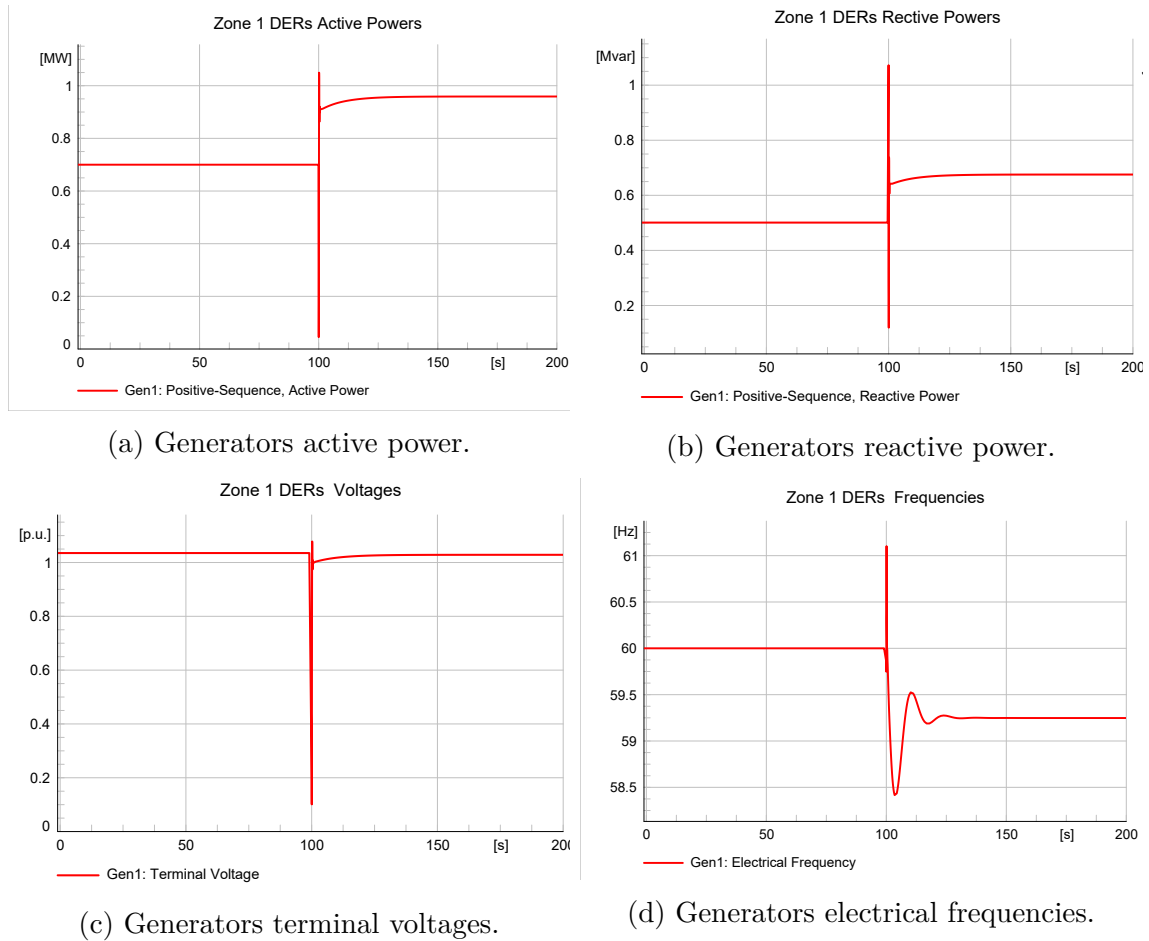 Zone 1 DERs Active Powers
[MW]
1
0.8
0.6
0.4
0.2
0
0 50 100 150 [s] 200
Gen1: Positive-Sequence, Active Power
(a) Generators active power.
Zone 1 DERs Rective Powers
[Mvar]
1
0.8
0.6
0.4
0.2
0 50 100 150 [s] 200
Gen1: Positive-Sequence, Reactive Power
(b) Generators reactive power.
Zone 1 DERs Voltages
[p.u.]
1
0.8
0.6
0.4
0.2
0
0 50 100 150 [s] 20
Gen1: Terminal Voltage
(c) Generators terminal voltages.
Zone 1 DERs Frequencies
[Hz]
61
60.5
60
59.5
59
58.5
0 50 100 150 [s] 200
Gen1: Electrical Frequency
(d) Generators electrical frequencies.